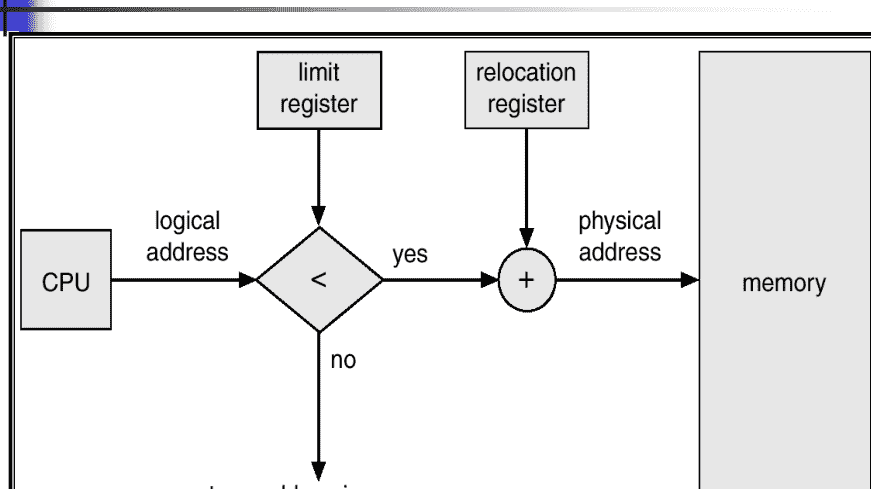 limit
register
relocation
register
logical
address
physical
address
CPU
<
yes
+
memory
no